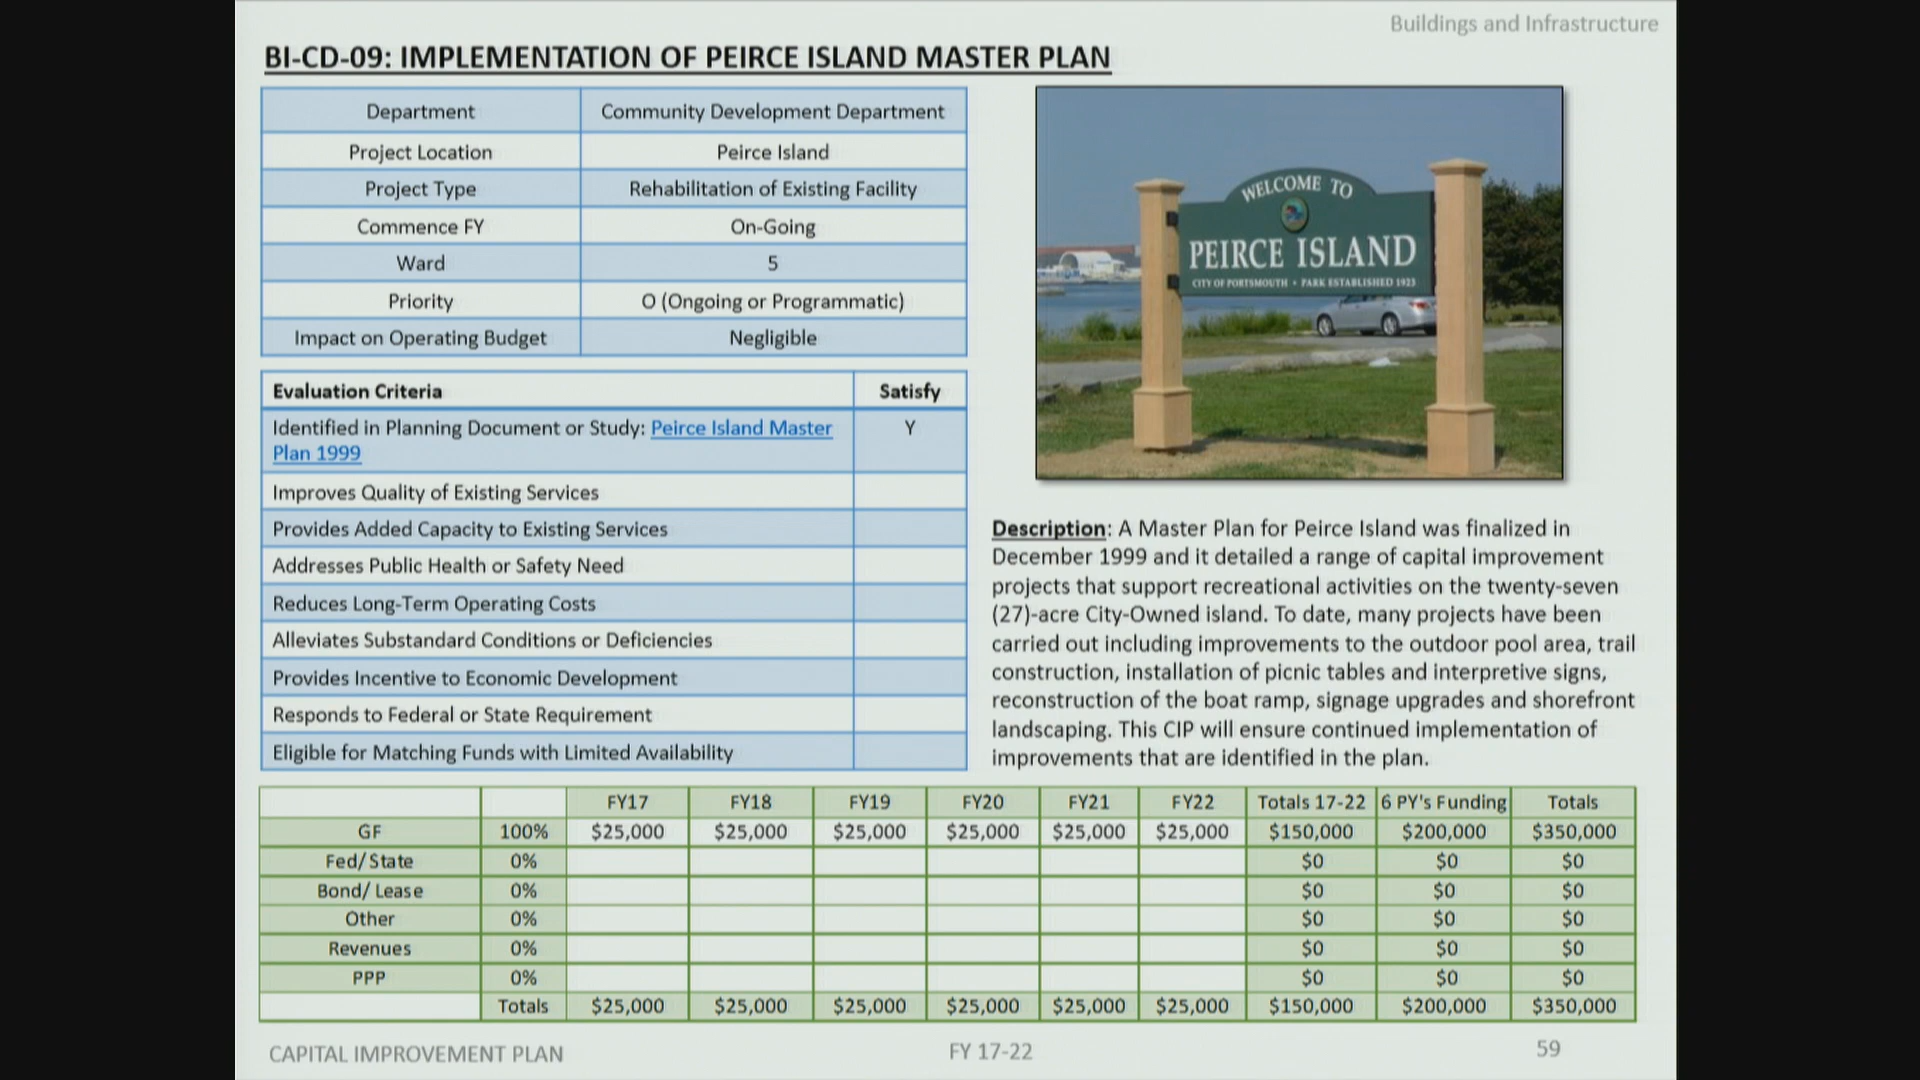 Buildings and Infrastructure
BI-CD-09: IMPLEMENTATION OF PEIRCE ISLAND MASTER PLAN
Department Community Development Department
Project Location Peirce Island
Project Type Rehabilitation of Existing Facility
Commence FY On-Going
Ward 5
Priority O (Ongoing or Programmatic)
Impact on Operating Budget Negligible
WELCOME TO
PEIRCE ISLAND
CITY OF PORTSMOUTH • PARK ESTABLISHED 1923
Evaluation Criteria Satisfy
Identified in Planning Document or Study: Peirce Island Master Y
Plan 1999
Improves Quality of Existing Services
Provides Added Capacity to Existing Services
Addresses Public Health or Safety Need
Reduces Long-Term Operating Costs
Alleviates Substandard Conditions or Deficiencies
Provides Incentive to Economic Development
Responds to Federal or State Requirement
Eligible for Matching Funds with Limited Availability
Description: A Master Plan for Peirce Island was finalized in
December 1999 and it detailed a range of capital improvement
projects that support recreational activities on the twenty-seven
(27)-acre City-Owned island. To date, many projects have been
carried out including improvements to the outdoor pool area, trail
construction, installation of picnic tables and interpretive signs,
reconstruction of the boat ramp, signage upgrades and shorefront
landscaping. This CIP will ensure continued implementation of
improvements that are identified in the plan.
FY17 FY18 FY19 FY20 FY21 FY22 Totals 17-22 6 PY's Funding Totals
GF 100% $25,000 $25,000 $25,000 $25,000 $25,000 $25,000 $150,000 $200,000 $350,000
Fed/ State 0% $0 $0 $0
Bond/ Lease 0% $0 $0 $0
Other 0% $0 $0 $0
Revenues 0% $0 $0 $0
PPP 0% $0 $0 $0
Totals $25,000 $25,000 $25,000 $25,000 $25,000 $25,000 $150,000 $200,000 $350,000
CAPITAL IMPROVEMENT PLAN FY 17-22 59